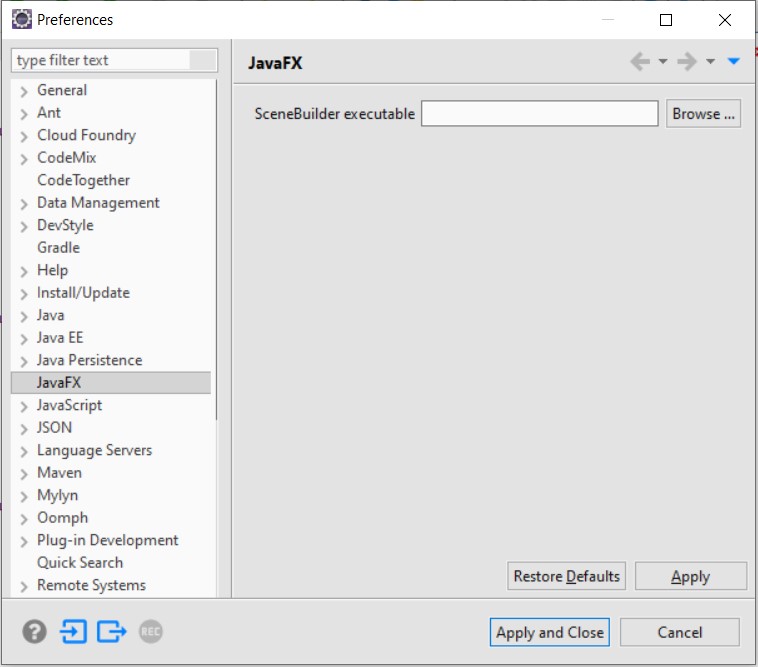 Preferences
type filter text
General
Ant
Cloud Foundry
CodeMix
CodeTogether
Data Management
DevStyle
Gradle
Help
Install/Update
Java
Java EE
Java Persistence
JavaFX
JavaScript
JSON
Language Servers
Maven
Mylyn
Oomph
Plug-in Development
Quick Search
Remote Systems
JavaFX
SceneBuilder executable
Browse ...
Restore Defaults
Apply
?
REC
Apply and Close
Cancel